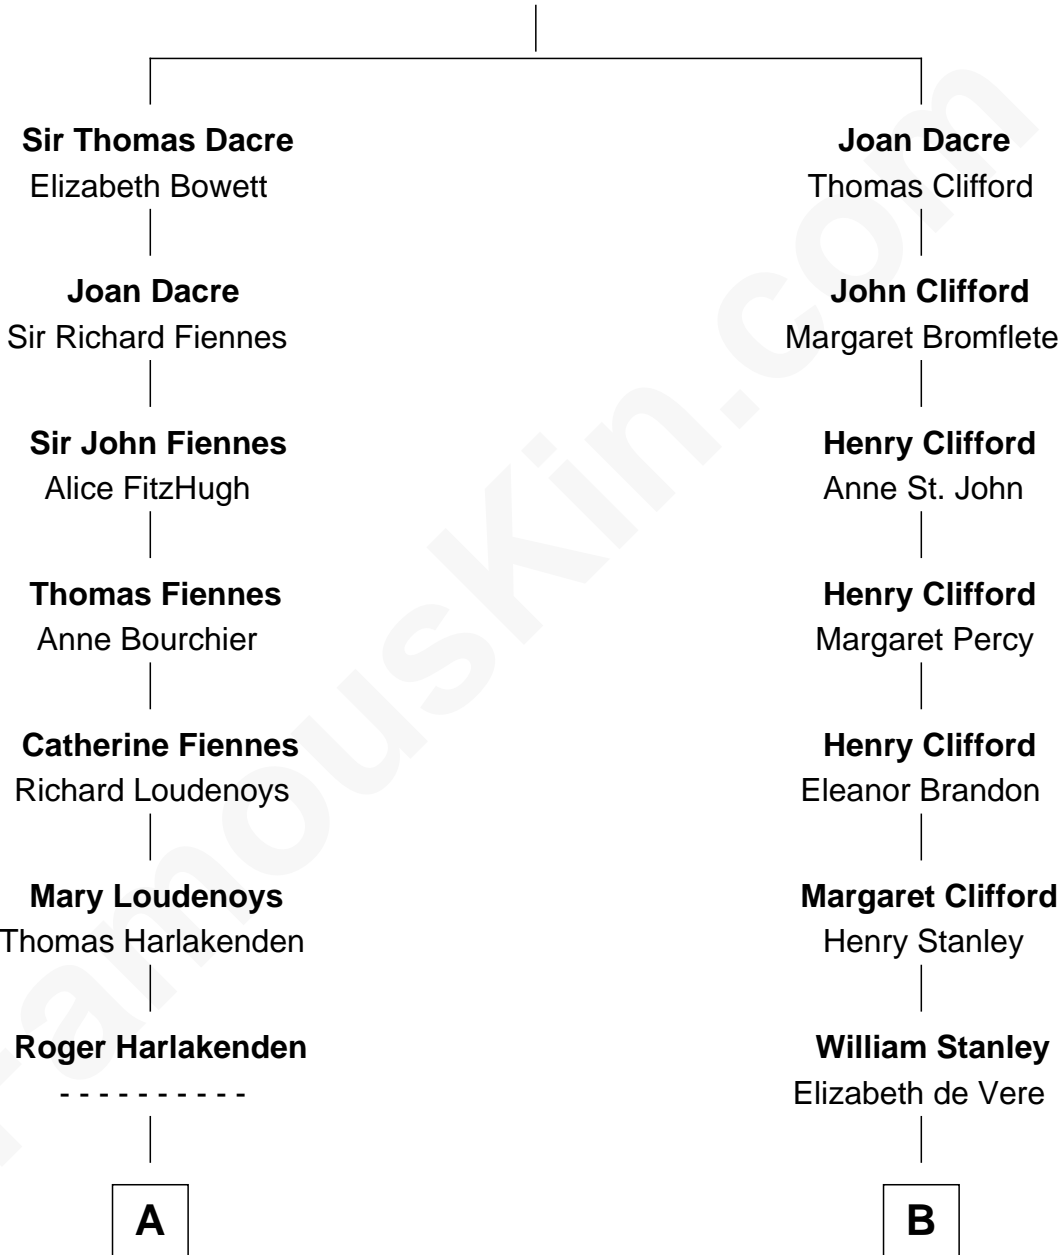 Sir Thomas Dacre
Elizabeth Bowett
Joan Dacre
Sir Richard Fiennes
Sir John Fiennes
Alice FitzHugh
Thomas Fiennes
Anne Bourchier
Catherine Fiennes
Richard Loudenoys
Mary Loudenoys
Thomas Harlakenden
Roger Harlakenden
- - - - - - - - - -
A
Joan Dacre
Thomas Clifford
John Clifford
Margaret Bromflete
Henry Clifford
Anne St. John
Henry Clifford
Margaret Percy
Henry Clifford
Eleanor Brandon
Margaret Clifford
Henry Stanley
William Stanley
Elizabeth de Vere
B
FamousKin.com